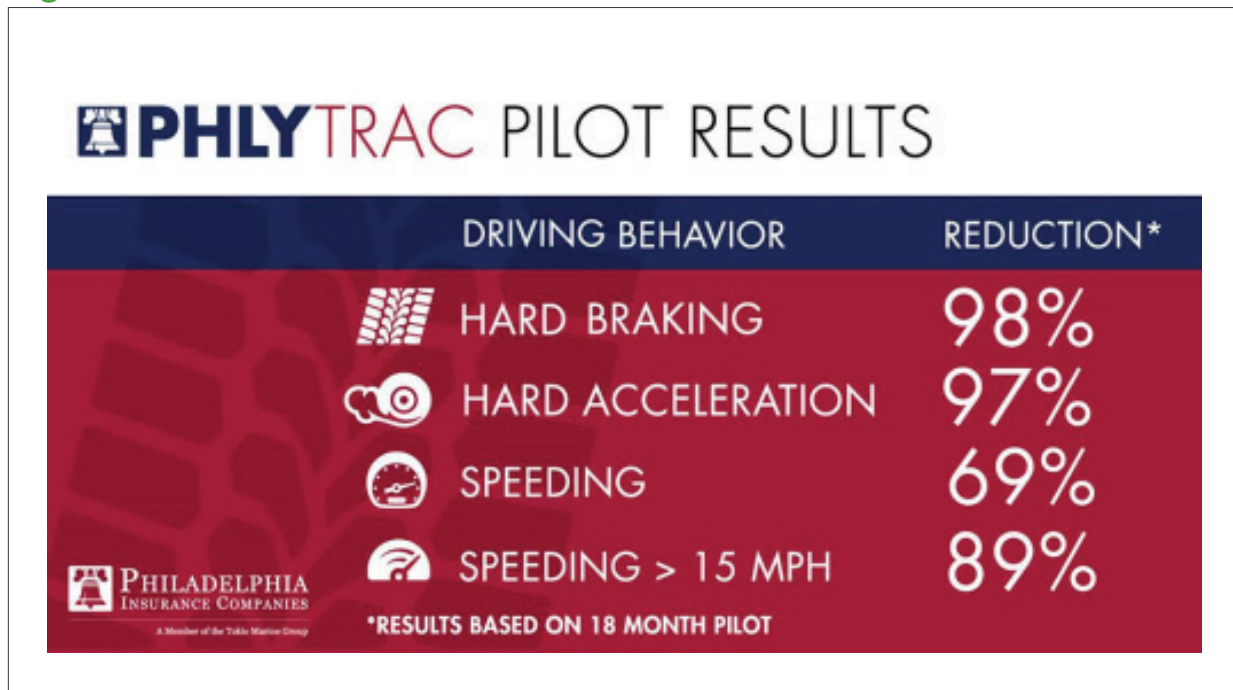 PHLYTRAC PILOT RESULTS
DRIVING BEHAVIOR REDUCTION*
HARD BRAKING 98%
HARD ACCELERATION 97%
SPEEDING 69%
SPEEDING > 15 MPH 89%
PHILADELPHIA
INSURANCE COMPANIES
A Member of the Tokio Marine Group
*RESULTS BASED ON 18 MONTH PILOT